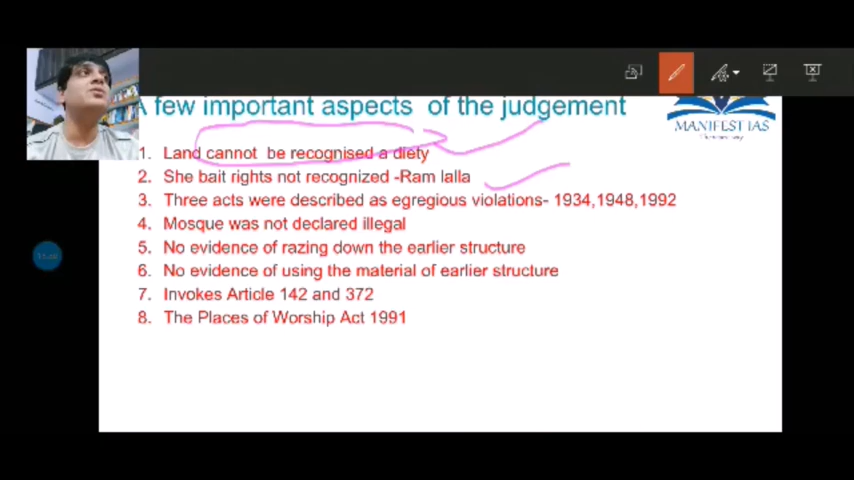 A few important aspects of the judgement
MANIFEST IAS
1. Land cannot be recognised a diety
2. She bait rights not recognized -Ram lalla
3. Three acts were described as egregious violations- 1934,1948,1992
4. Mosque was not declared illegal
5. No evidence of razing down the earlier structure
6. No evidence of using the material of earlier structure
7. Invokes Article 142 and 372
8. The Places of Worship Act 1991